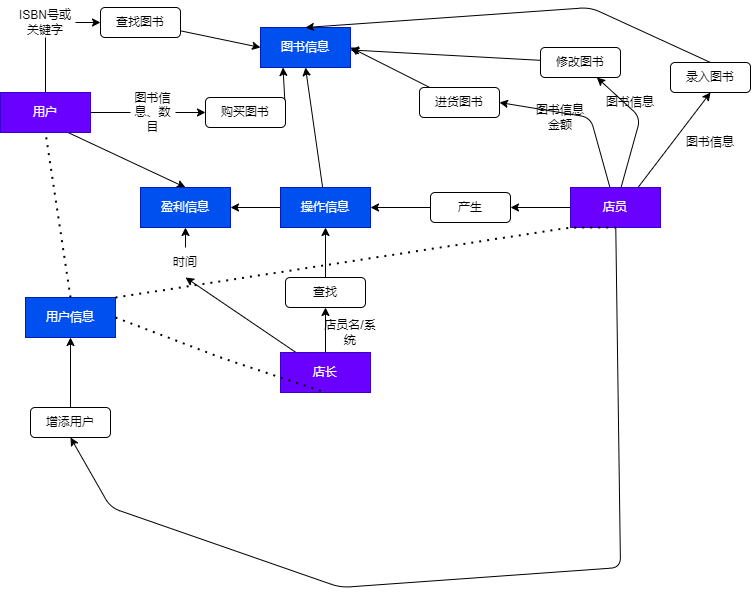 ISBN号或
关键字
查找图书
图书信息
修改图书
录入图书
用户
图书信
息、数
目
购买图书
进货图书
图书信息
金额
图书信息
图书信息
盈利信息
操作信息
产生
店员
时间
查找
用户信息
店员名/系
统
店长
增添用户